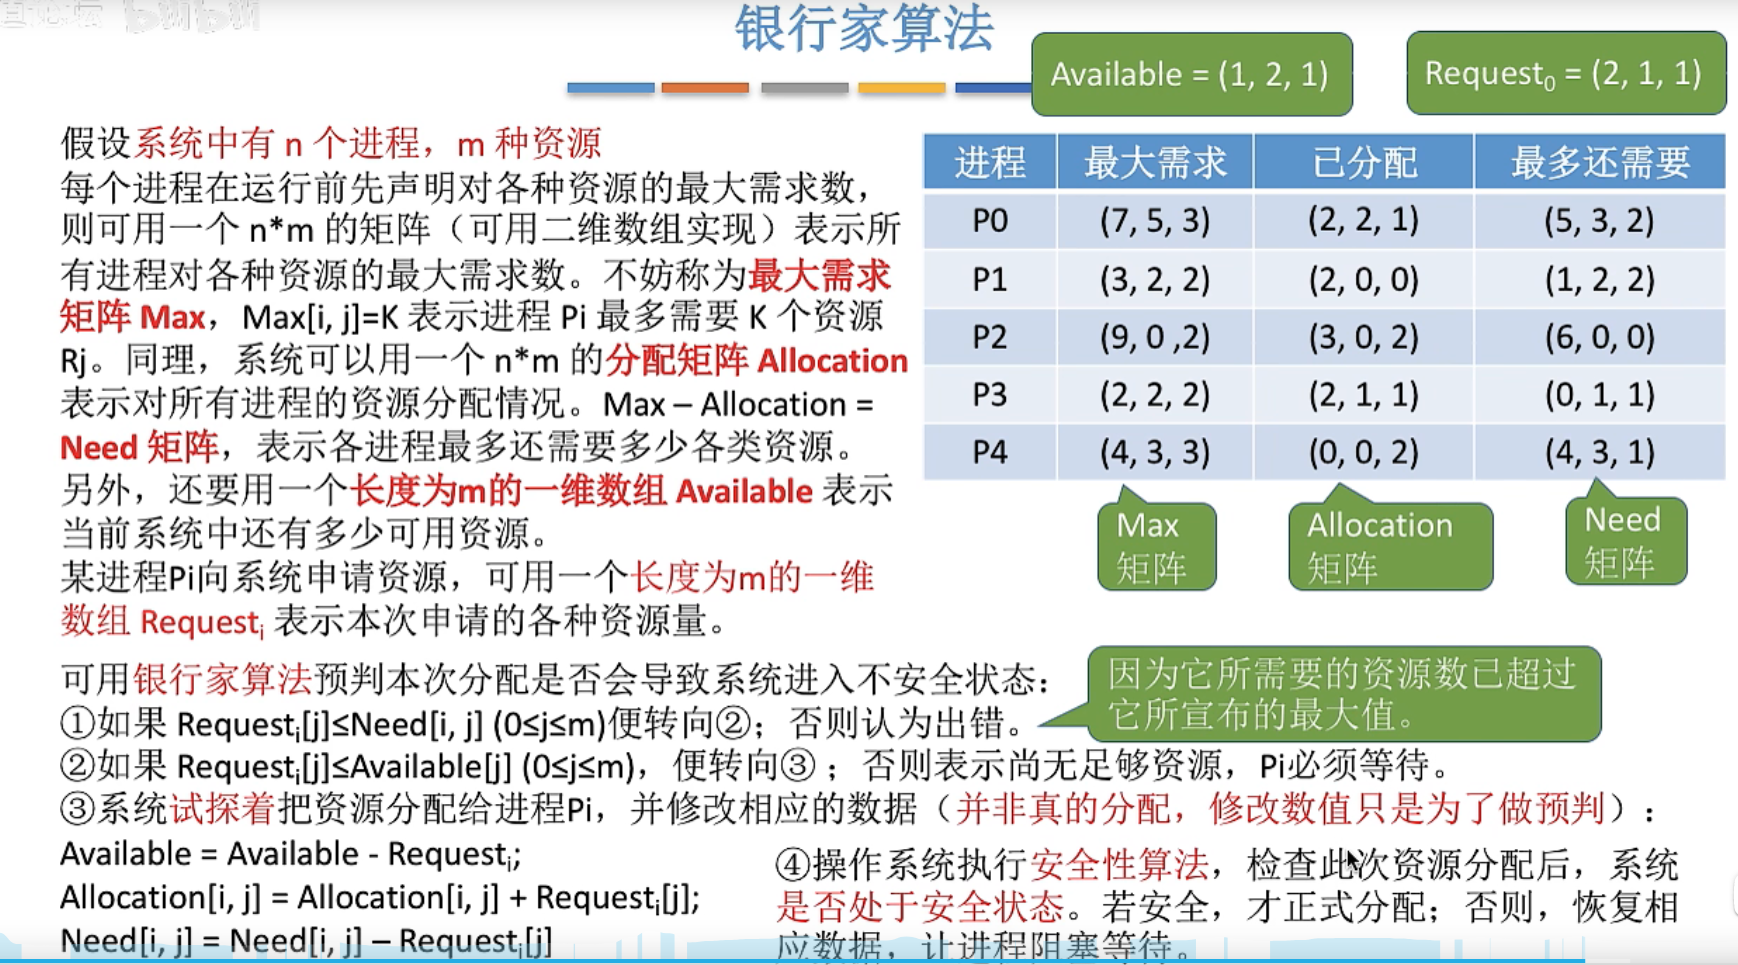 银行家算法
Available = (1, 2, 1)
Request₀ = (2, 1, 1)
假设系统中有 n 个进程，m 种资源
每个进程在运行前先声明对各种资源的最大需求数，
则可用一个 n*m 的矩阵（可用二维数组实现）表示所
有进程对各种资源的最大需求数。不妨称为最大需求
矩阵 Max，Max[i, j]=K 表示进程 Pi 最多需要 K 个资源
Rj。同理，系统可以用一个 n*m 的分配矩阵 Allocation
表示对所有进程的资源分配情况。Max – Allocation =
Need 矩阵，表示各进程最多还需要多少各类资源。
另外，还要用一个长度为m的一维数组 Available 表示
当前系统中还有多少可用资源。
某进程Pi向系统申请资源，可用一个长度为m的一维
数组 Requestᵢ 表示本次申请的各种资源量。
进程 最大需求 已分配 最多还需要
P0 (7, 5, 3) (2, 2, 1) (5, 3, 2)
P1 (3, 2, 2) (2, 0, 0) (1, 2, 2)
P2 (9, 0 ,2) (3, 0, 2) (6, 0, 0)
P3 (2, 2, 2) (2, 1, 1) (0, 1, 1)
P4 (4, 3, 3) (0, 0, 2) (4, 3, 1)
Max
矩阵
Allocation
矩阵
Need
矩阵
可用银行家算法预判本次分配是否会导致系统进入不安全状态：
①如果 Requestᵢ[j]≤Need[i, j] (0≤j≤m)便转向②；否则认为出错。
因为它所需要的资源数已超过
它所宣布的最大值。
②如果 Requestᵢ[j]≤Available[j] (0≤j≤m)，便转向③；否则表示尚无足够资源，Pi必须等待。
③系统试探着把资源分配给进程Pi，并修改相应的数据（并非真的分配，修改数值只是为了做预判）：
Available = Available - Requestᵢ;
Allocation[i, j] = Allocation[i, j] + Requestᵢ[j];
Need[i, j] = Need[i, j] – Requestᵢ[j]
④操作系统执行安全性算法，检查此次资源分配后，系统
是否处于安全状态。若安全，才正式分配；否则，恢复相
应数据，让进程阻塞等待。